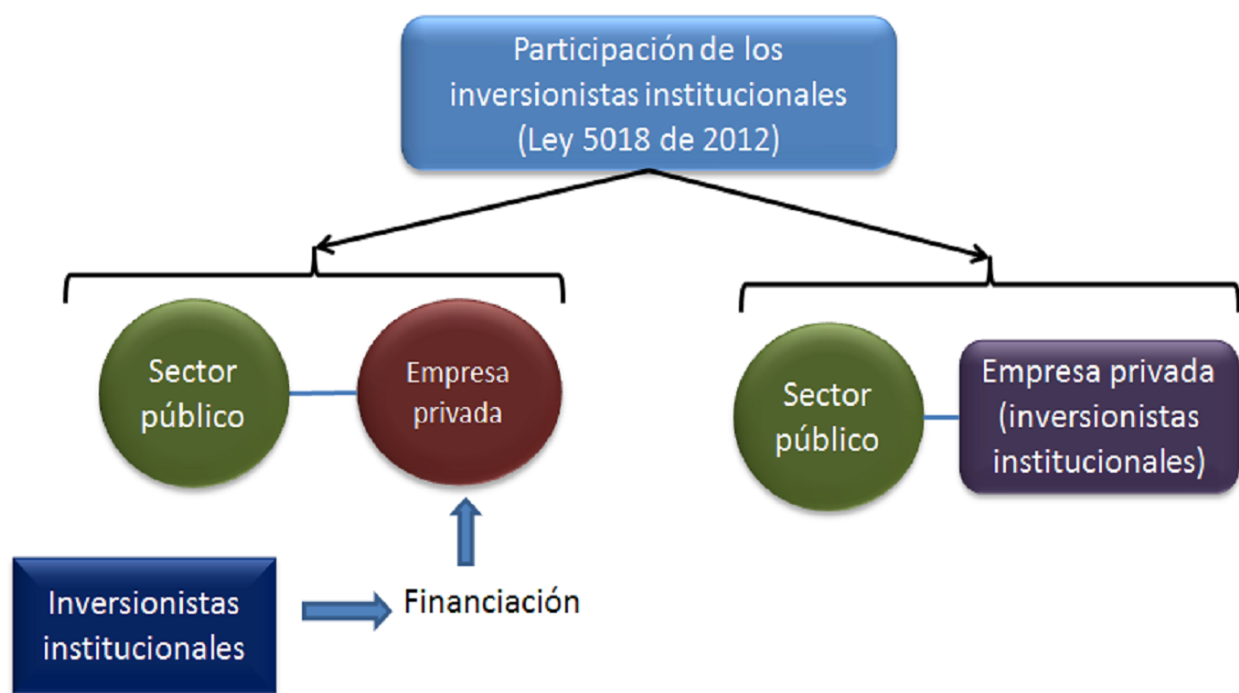 Participación de los
inversionistas institucionales
(Ley 5018 de 2012)
Sector
público
Empresa
privada
Sector
público
Empresa privada
(inversionistas
institucionales)
Inversionistas
institucionales
Financiación